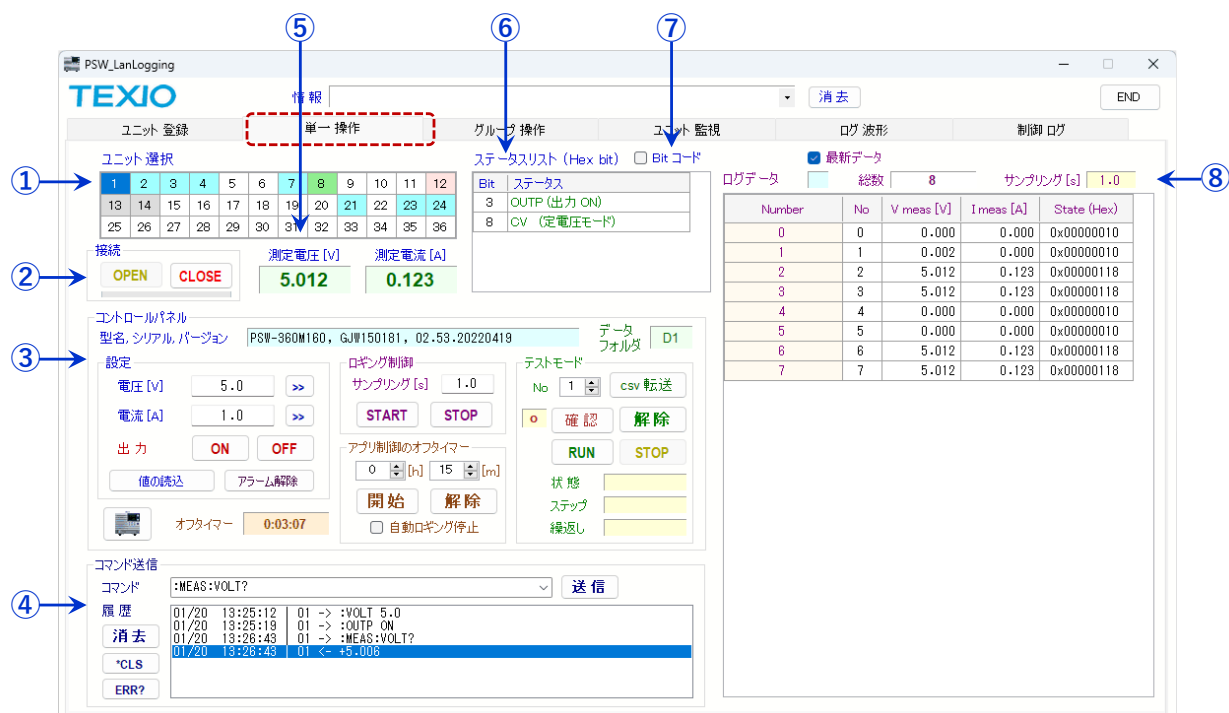 ⑤ ⑥ ⑦
PSW_LanLogging
TEXIO 情 報 消 去 END
ユニット 登録 単一 操作 グループ 操作 ユニット 監視 ログ 波形 制御 ログ
① ユニット 選択
1 2 3 4 5 6 7 8 9 10 11 12
13 14 15 16 17 18 19 20 21 22 23 24
25 26 27 28 29 30 31 32 33 34 35 36
ステータスリスト (Hex bit) Bit コード
Bit ステータス
3 OUTP (出力 ON)
8 CV (定電圧モード)
最新データ
ログデータ 総数 8 サンプリング [s] 1.0 ⑧
Number No V meas [V] I meas [A] State (Hex)
0 0 0.000 0.000 0x00000010
1 1 0.002 0.000 0x00000010
2 2 5.012 0.123 0x00000118
3 3 5.012 0.123 0x00000118
4 4 0.000 0.000 0x00000010
5 5 0.000 0.000 0x00000010
6 6 5.012 0.123 0x00000118
7 7 5.012 0.123 0x00000118
接続 測定電圧 [V] 測定電流 [A]
② OPEN CLOSE 5.012 0.123
コントロールパネル
型名, シリアル, バージョン PSW-360M160, GJW150181, 02.53.20220419 データ
フォルダ D1
③ 設定
電圧 [V] 5.0 >>
電流 [A] 1.0 >>
出 力 ON OFF
値の読込 アラーム解除
オフタイマー 0:03:07
ロギング制御
サンプリング [s] 1.0
START STOP
アプリ制御のオフタイマー
0 [h] 15 [m]
開 始 解 除
自動ロギング停止
テストモード
No 1 csv 転送
0 確 認 解 除
RUN STOP
状 態
ステップ
繰返し
コマンド送信
コマンド :MEAS:VOLT? 送 信
④ 履 歴
消 去
*CLS
ERR?
01/20 13:25:12 | 01 -> :VOLT 5.0
01/20 13:25:19 | 01 -> :OUTP ON
01/20 13:26:43 | 01 -> :MEAS:VOLT?
01/20 13:26:43 | 01 <- +5.006